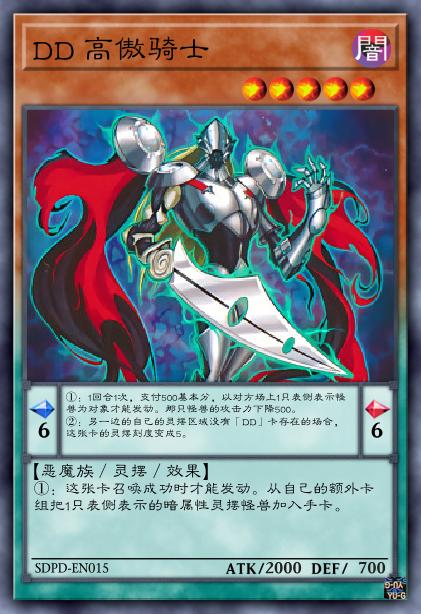 DD 高傲骑士
闇
①：1回合1次，支付500基本分，以对方场上1只表侧表示怪
兽为对象才能发动。那只怪兽的攻击力下降500。
②：另一边的自己的灵摆区域没有「DD」卡存在的场合，
这张卡的灵摆刻度变成5。
6
6
【恶魔族／灵摆／效果】
①：这张卡召唤成功时才能发动。从自己的额外卡
组把1只表侧表示的暗属性灵摆怪兽加入手卡。
SDPD-EN015
ATK/2000 DEF/ 700